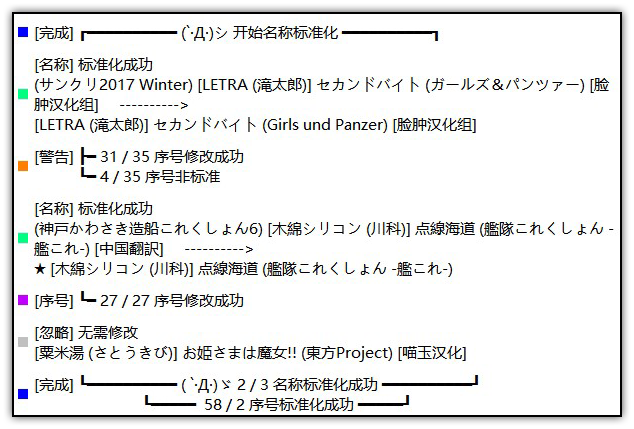 [完成] ┏━━━━━━━━ (`･Д･)シ 开始名称标准化 ━━━━━━━━┓
[名称] 标准化成功
(サンクリ2017 Winter) [LETRA (滝太郎)] セカンドバイト (ガールズ＆パンツァー) [脸
肿汉化组]     ---------->
[LETRA (滝太郎)] セカンドバイト (Girls und Panzer) [脸肿汉化组]
[警告] ┣━ 31 / 35 序号修改成功
┗━ 4 / 35 序号非标准
[名称] 标准化成功
(神戸かわさき造船これくしょん6) [木綿シリコン (川科)] 点線海道 (艦隊これくしょん -
艦これ-) [中国翻訳]     ---------->
★ [木綿シリコン (川科)] 点線海道 (艦隊これくしょん -艦これ-)
[序号] ┗━ 27 / 27 序号修改成功
[忽略] 无需修改
[粟米湯 (さとうきび)] お姫さまは魔女!! (東方Project) [喵玉汉化]
[完成] ┗━━━━━━━━ ( `･Д･)ゞ 2 / 3 名称标准化成功 ━━━━━━━━┛
┗━━━━ 58 / 2 序号标准化成功 ━━━━┛